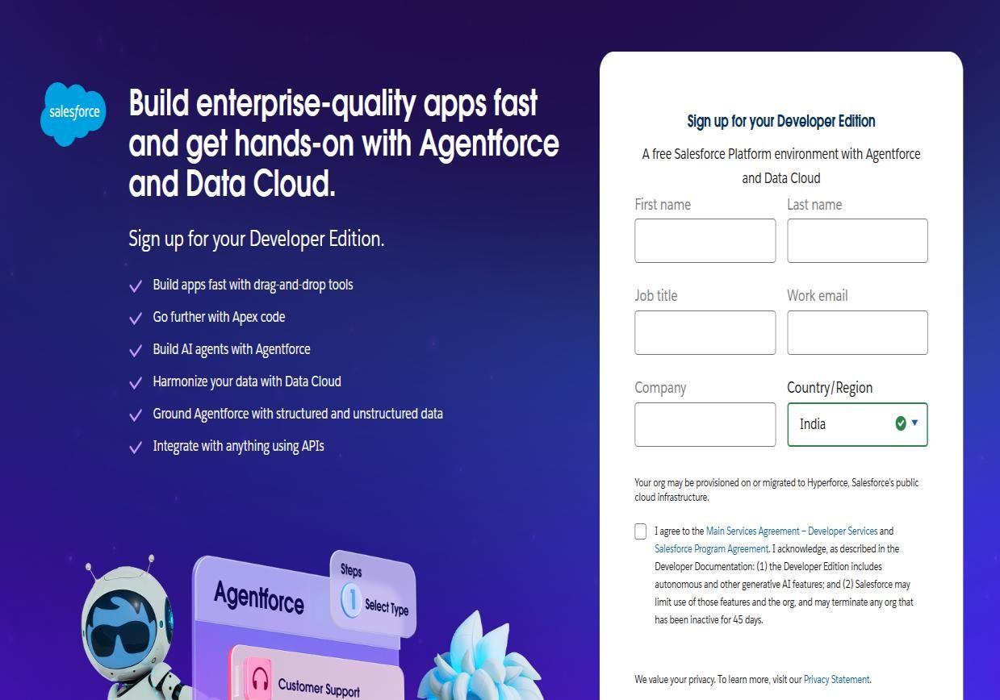 salesforce
Build enterprise-quality apps fast
and get hands-on with Agentforce
and Data Cloud.
Sign up for your Developer Edition.
Build apps fast with drag-and-drop tools
Go further with Apex code
Build AI agents with Agentforce
Harmonize your data with Data Cloud
Ground Agentforce with structured and unstructured data
Integrate with anything using APIs
Agentforce
Steps
1 Select Type
Customer Support
Sign up for your Developer Edition
A free Salesforce Platform environment with Agentforce
and Data Cloud
First name Last name
Job title Work email
Company Country/Region
India
Your org may be provisioned on or migrated to Hyperforce, Salesforce's public
cloud infrastructure.
I agree to the Main Services Agreement – Developer Services and
Salesforce Program Agreement. I acknowledge, as described in the
Developer Documentation: (1) the Developer Edition includes
autonomous and other generative AI features; and (2) Salesforce may
limit use of those features and the org, and may terminate any org that
has been inactive for 45 days.
We value your privacy. To learn more, visit our Privacy Statement.